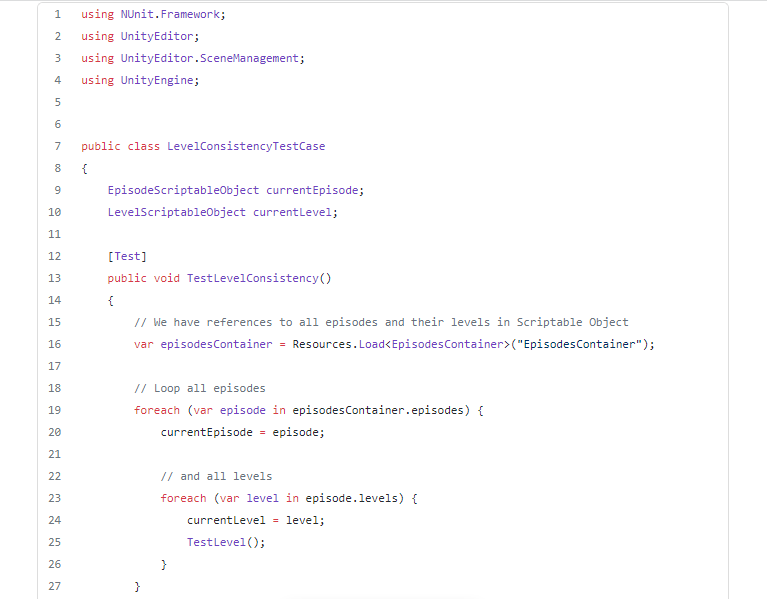 1 using NUnit.Framework;
2 using UnityEditor;
3 using UnityEditor.SceneManagement;
4 using UnityEngine;
5
6
7 public class LevelConsistencyTestCase
8 {
9     EpisodeScriptableObject currentEpisode;
10     LevelScriptableObject currentLevel;
11
12     [Test]
13     public void TestLevelConsistency()
14     {
15         // We have references to all episodes and their levels in Scriptable Object
16         var episodesContainer = Resources.Load<EpisodesContainer>("EpisodesContainer");
17
18         // Loop all episodes
19         foreach (var episode in episodesContainer.episodes) {
20             currentEpisode = episode;
21
22             // and all levels
23             foreach (var level in episode.levels) {
24                 currentLevel = level;
25                 TestLevel();
26             }
27         }